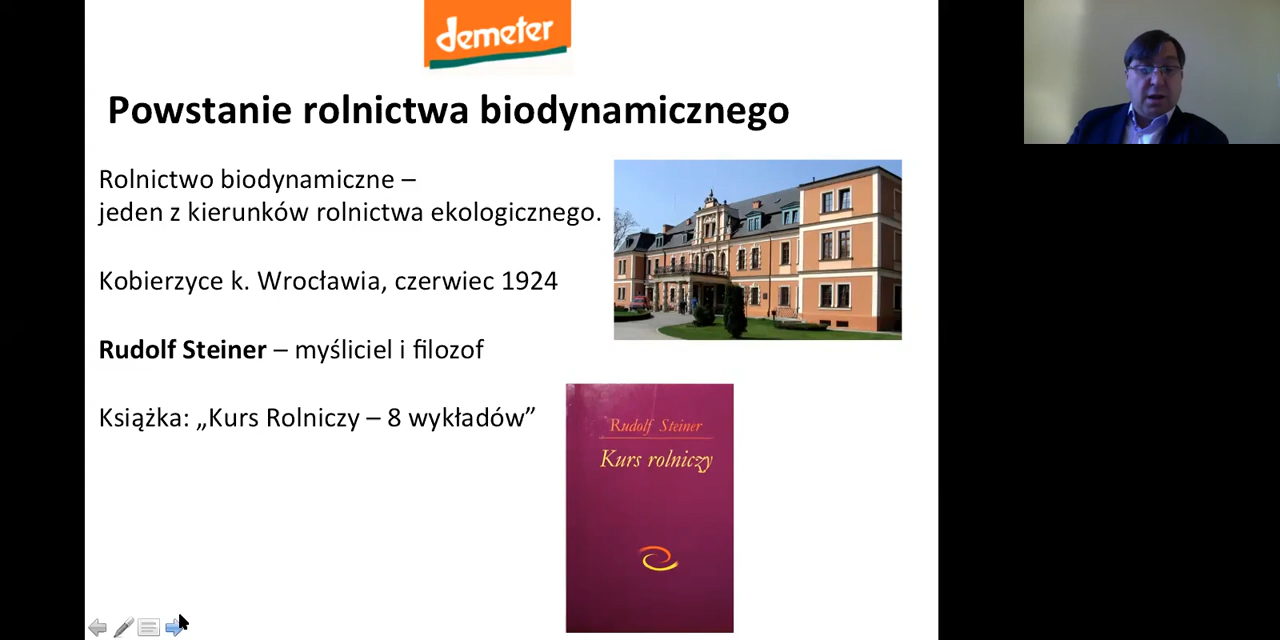 demeter
Powstanie rolnictwa biodynamicznego
Rolnictwo biodynamiczne –
jeden z kierunków rolnictwa ekologicznego.
Kobierzyce k. Wrocławia, czerwiec 1924
Rudolf Steiner – myśliciel i filozof
Książka: „Kurs Rolniczy – 8 wykładów”
Rudolf Steiner
Kurs rolniczy